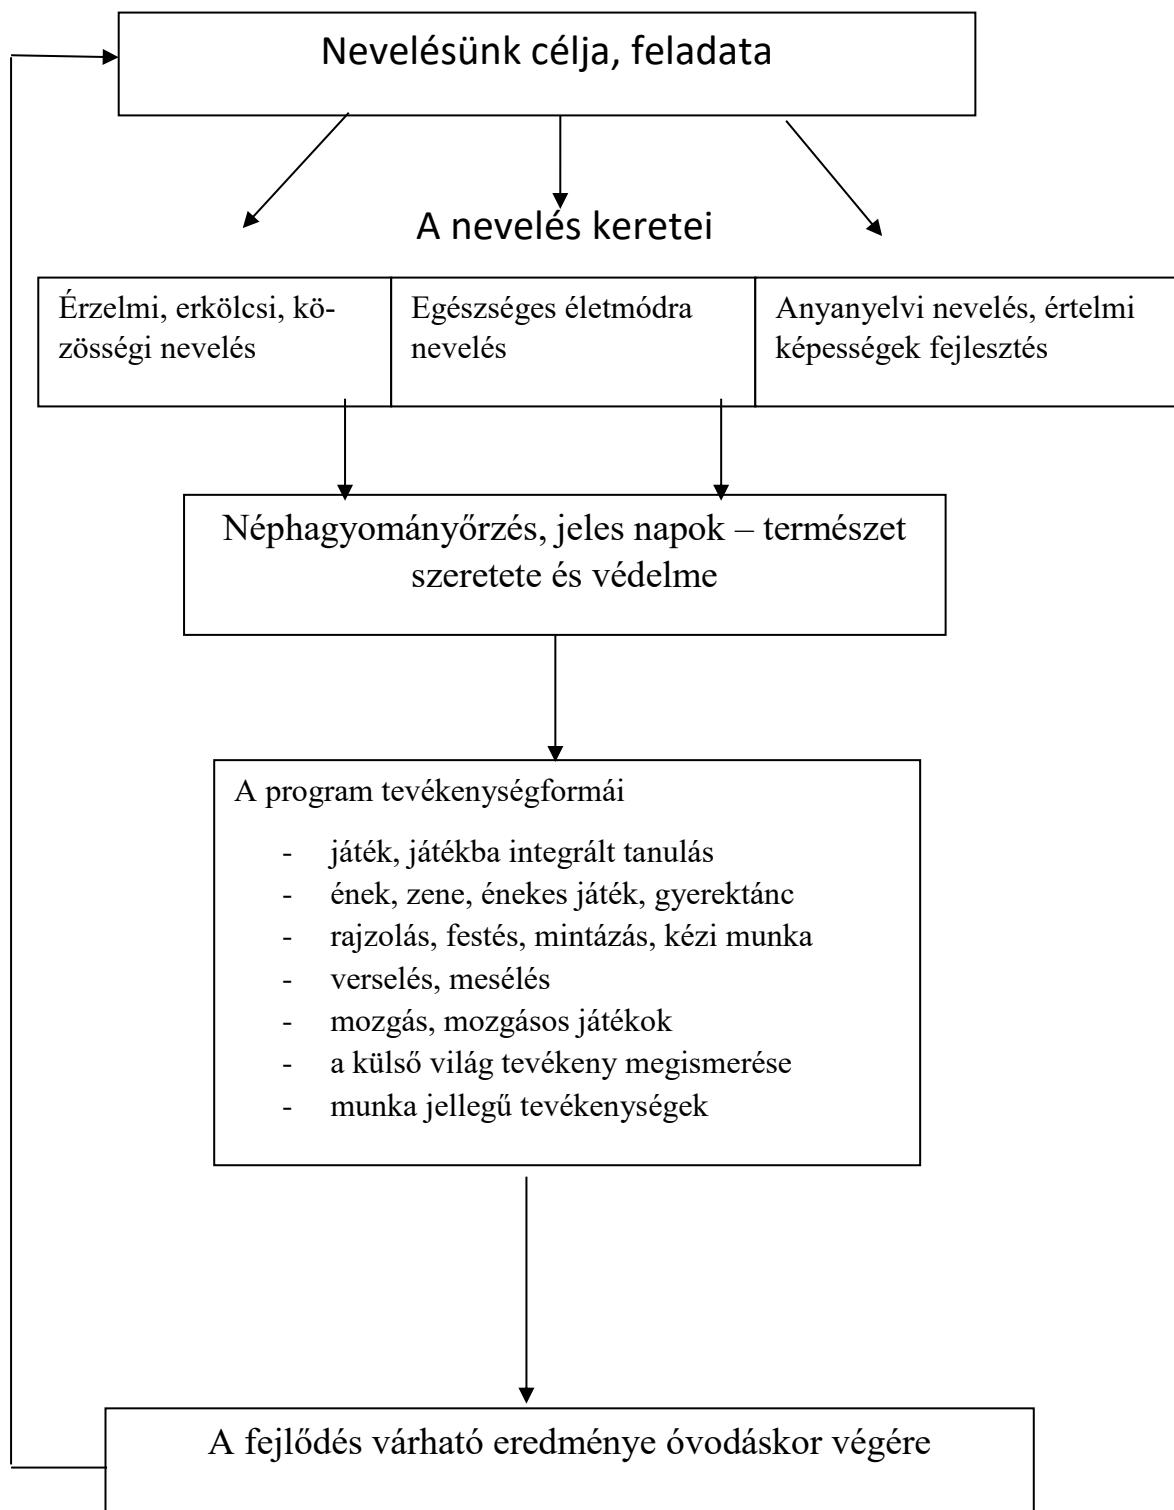 Nevelésünk célja, feladata
A nevelés keretei
Érzelmi, erkölcsi, kö-
zösségi nevelés
Egészséges életmódra
nevelés
Anyanyelvi nevelés, értelmi
képességek fejlesztés
Néphagyományőrzés, jeles napok – természet
szeretete és védelme
A program tevékenységformái
- játék, játékba integrált tanulás
- ének, zene, énekes játék, gyerektánc
- rajzolás, festés, mintázás, kézi munka
- verselés, mesélés
- mozgás, mozgásos játékok
- a külső világ tevékeny megismerése
- munka jellegű tevékenységek
A fejlődés várható eredménye óvodáskor végére